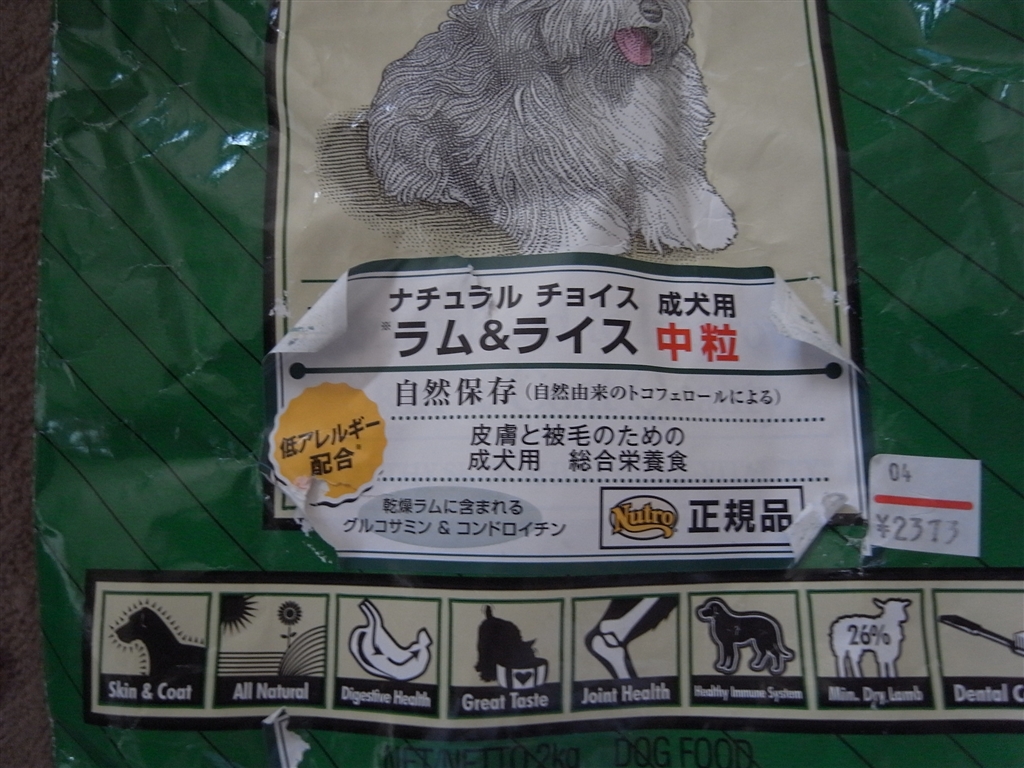 ナチュラル チョイス 成犬用
※ラム&ライス 中粒
自然保存（自然由来のトコフェロールによる）
低アレルギー
配合※
皮膚と被毛のための
成犬用 総合栄養食
乾燥ラムに含まれる
グルコサミン & コンドロイチン
Nutro 正規品
04
¥2373
26%
Skin & Coat
All Natural
Digestive Health
Great Taste
Joint Health
Healthy Immune System
Min. Dry Lamb
Dental C
NET/NETTO 2kg DOG FOOD